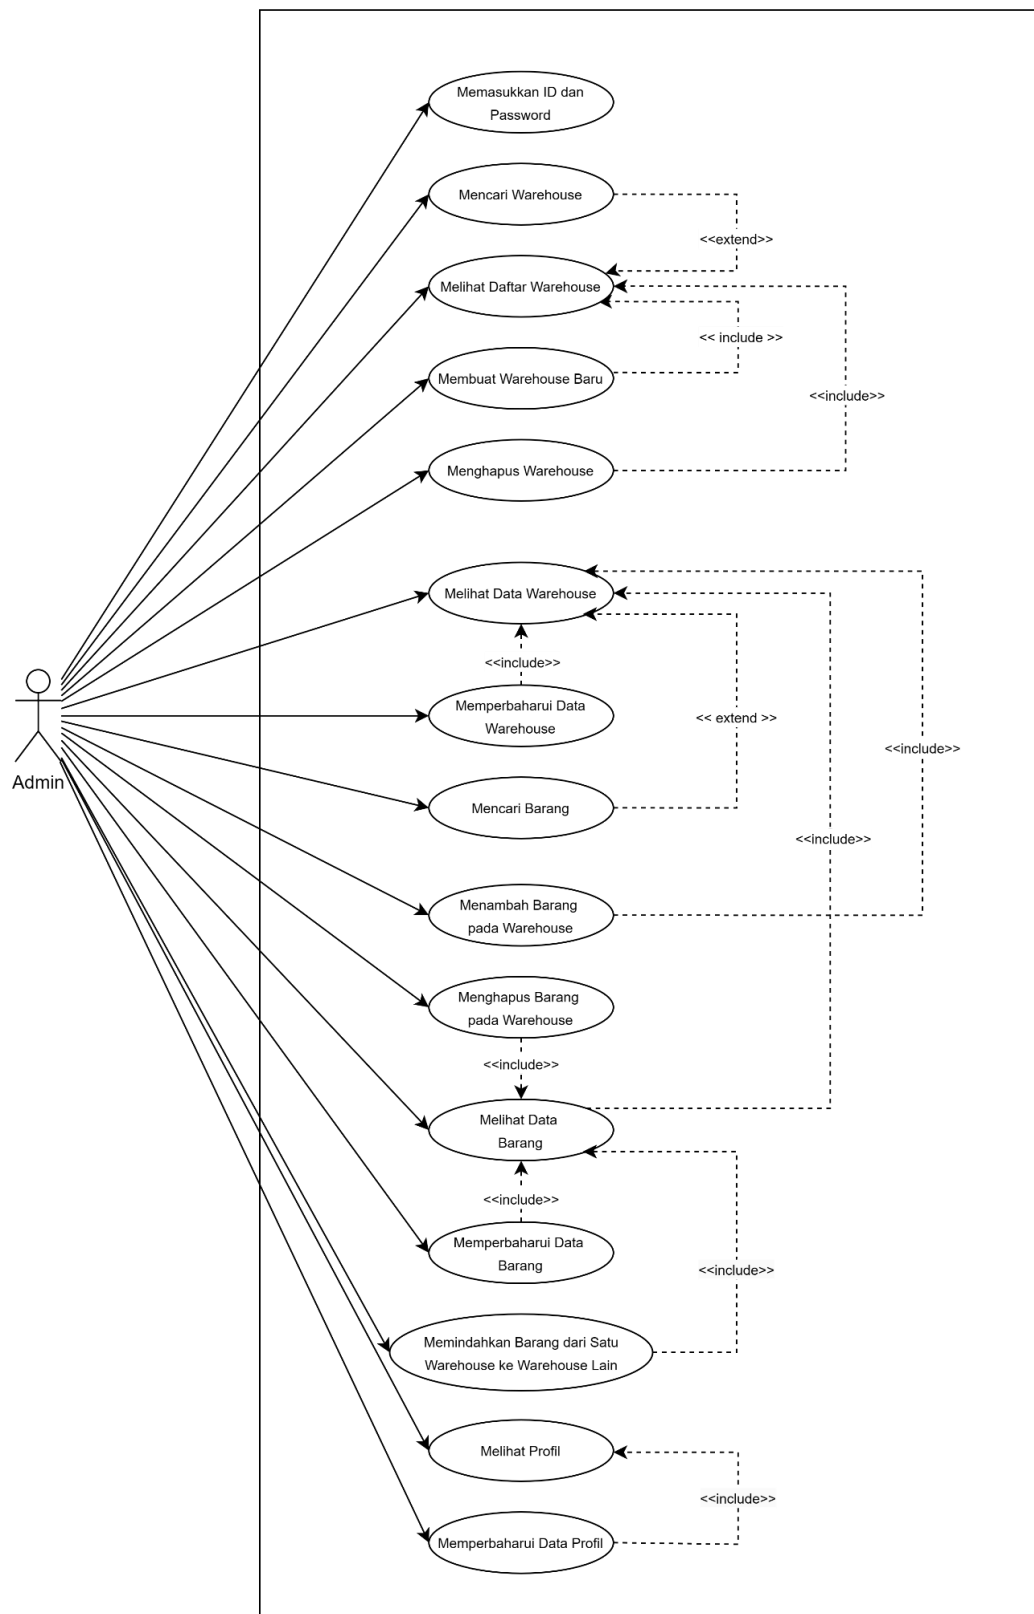 Memasukkan ID dan
Password
Mencari Warehouse
<<extend>>
Melihat Daftar Warehouse
<< include >>
Membuat Warehouse Baru
<<include>>
Menghapus Warehouse
Melihat Data Warehouse
<<include>>
Memperbaharui Data
Warehouse
<< extend >>
<<include>>
Admin
Mencari Barang
<<include>>
Menambah Barang
pada Warehouse
Menghapus Barang
pada Warehouse
<<include>>
Melihat Data
Barang
<<include>>
Memperbaharui Data
Barang
<<include>>
Memindahkan Barang dari Satu
Warehouse ke Warehouse Lain
Melihat Profil
<<include>>
Memperbaharui Data Profil